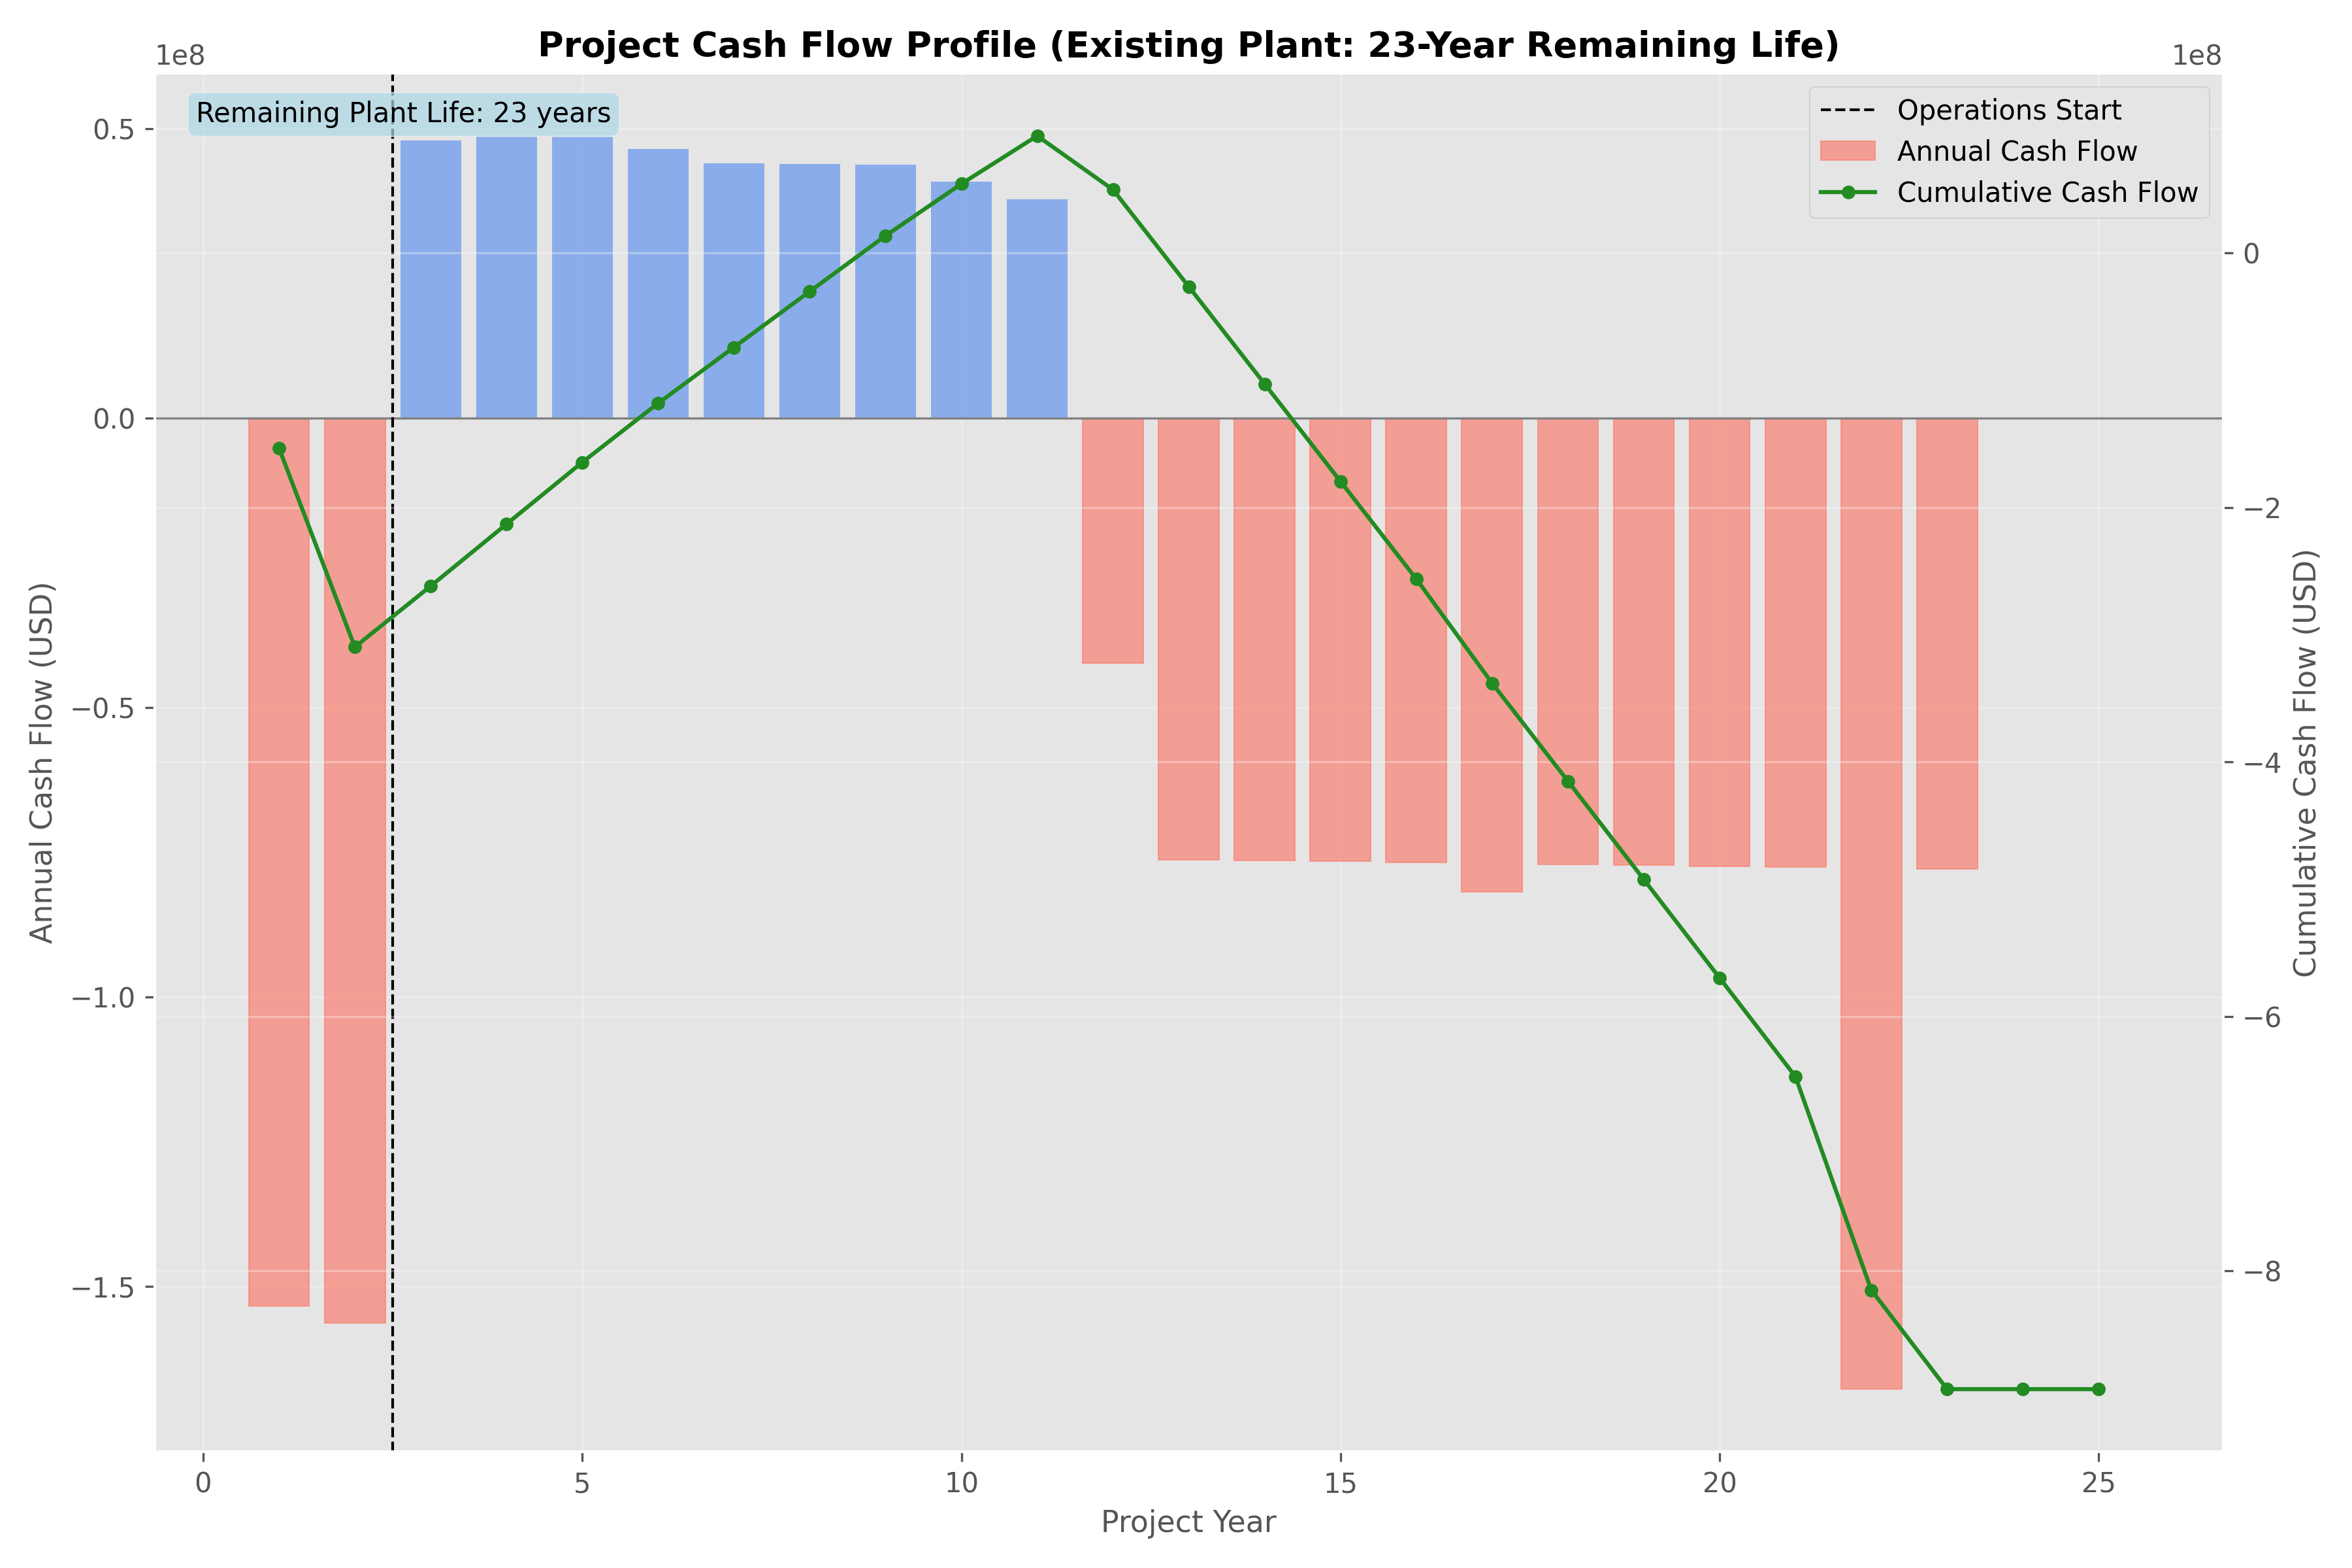 Project Cash Flow Profile (Existing Plant: 23-Year Remaining Life)
1e8
1e8
Remaining Plant Life: 23 years
Operations Start
Annual Cash Flow
Cumulative Cash Flow
0.5
0.0
−0.5
−1.0
−1.5
Annual Cash Flow (USD)
0
−2
−4
−6
−8
Cumulative Cash Flow (USD)
0 5 10 15 20 25
Project Year